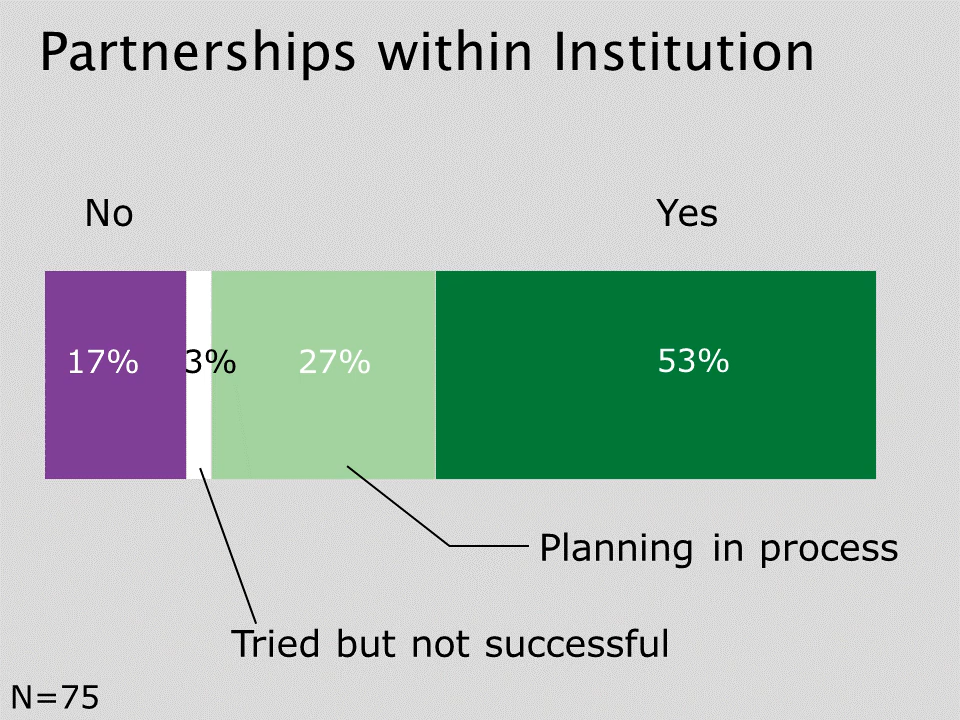 Partnerships within Institution
No Yes
17% 3% 27% 53%
Planning in process
Tried but not successful
N=75